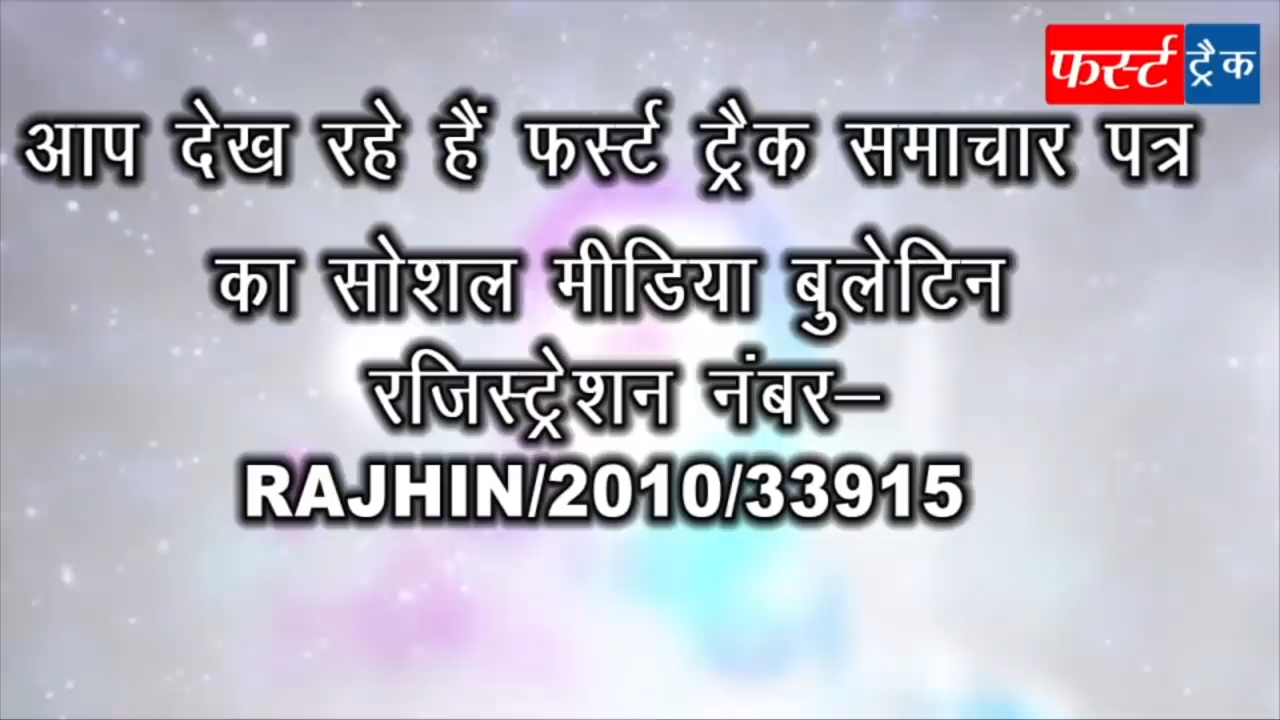 फर्स्ट ट्रैक
आप देख रहे हैं फर्स्ट ट्रैक समाचार पत्र
का सोशल मीडिया बुलेटिन
रजिस्ट्रेशन नंबर–
RAJHIN/2010/33915